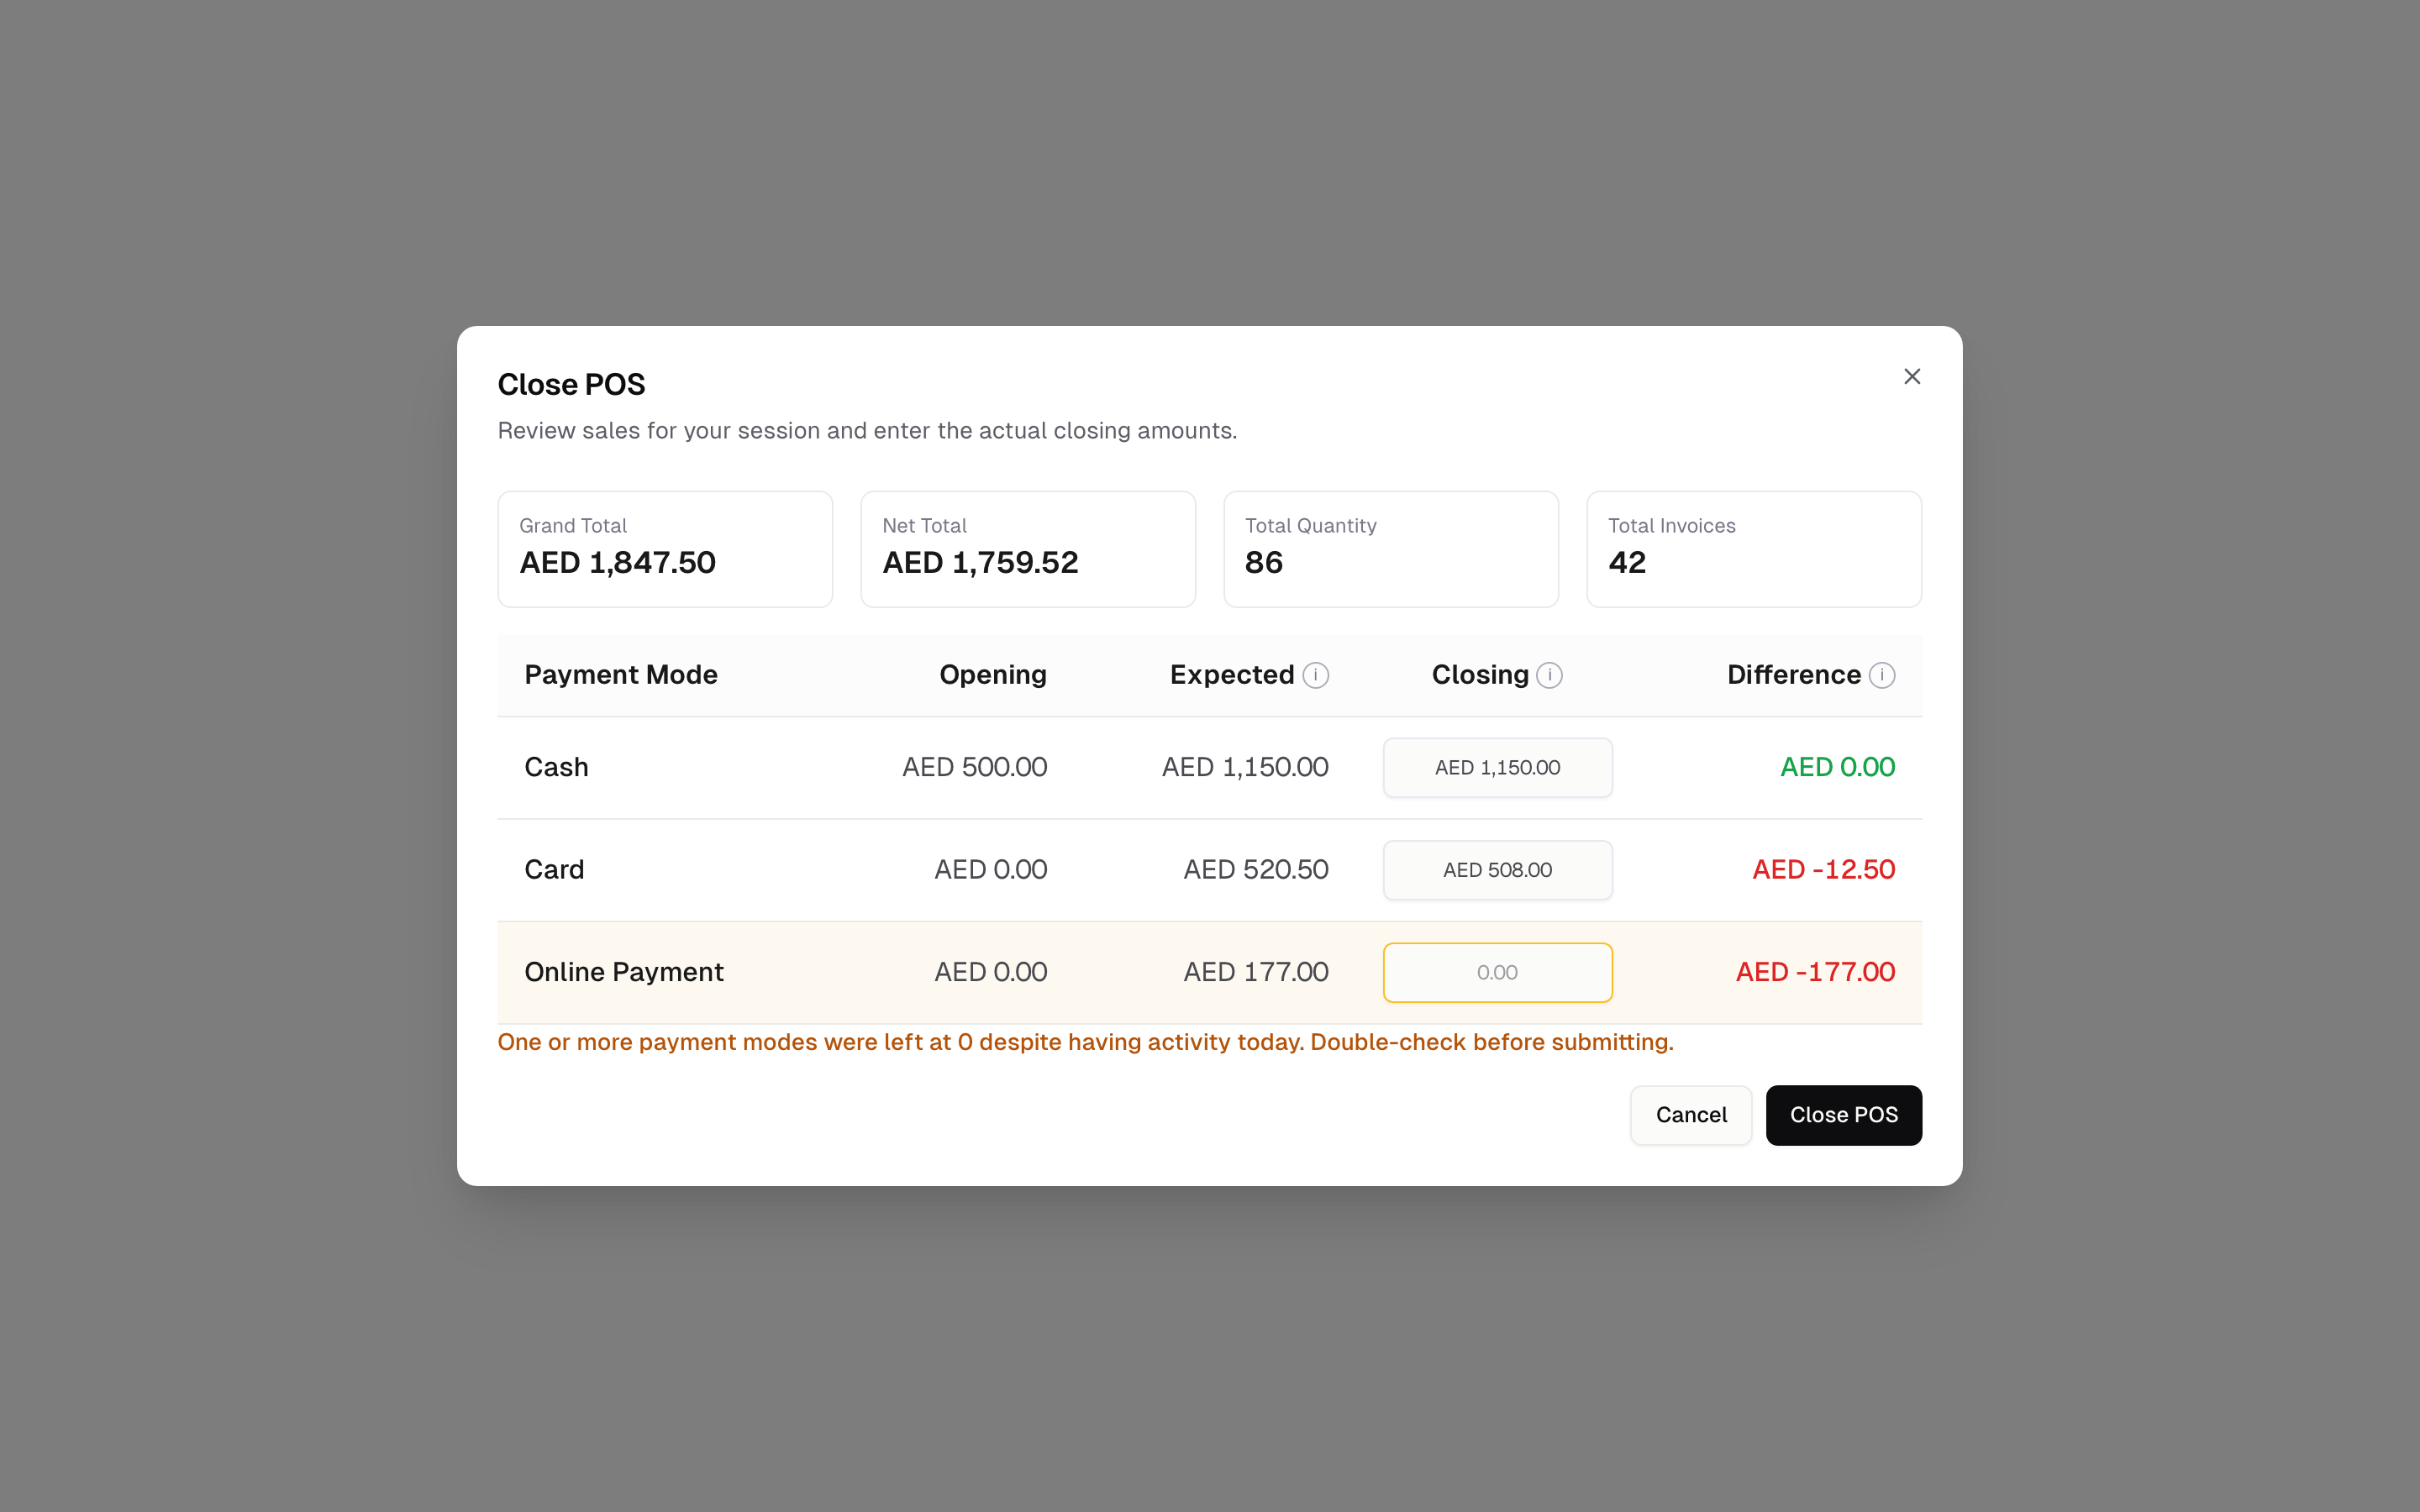 Close POS
Review sales for your session and enter the actual closing amounts.
Grand Total
AED 1,847.50
Net Total
AED 1,759.52
Total Quantity
86
Total Invoices
42
Payment Mode Opening Expected i Closing i Difference i
Cash AED 500.00 AED 1,150.00 AED 1,150.00 AED 0.00
Card AED 0.00 AED 520.50 AED 508.00 AED -12.50
Online Payment AED 0.00 AED 177.00 0.00 AED -177.00
One or more payment modes were left at 0 despite having activity today. Double-check before submitting.
Cancel Close POS